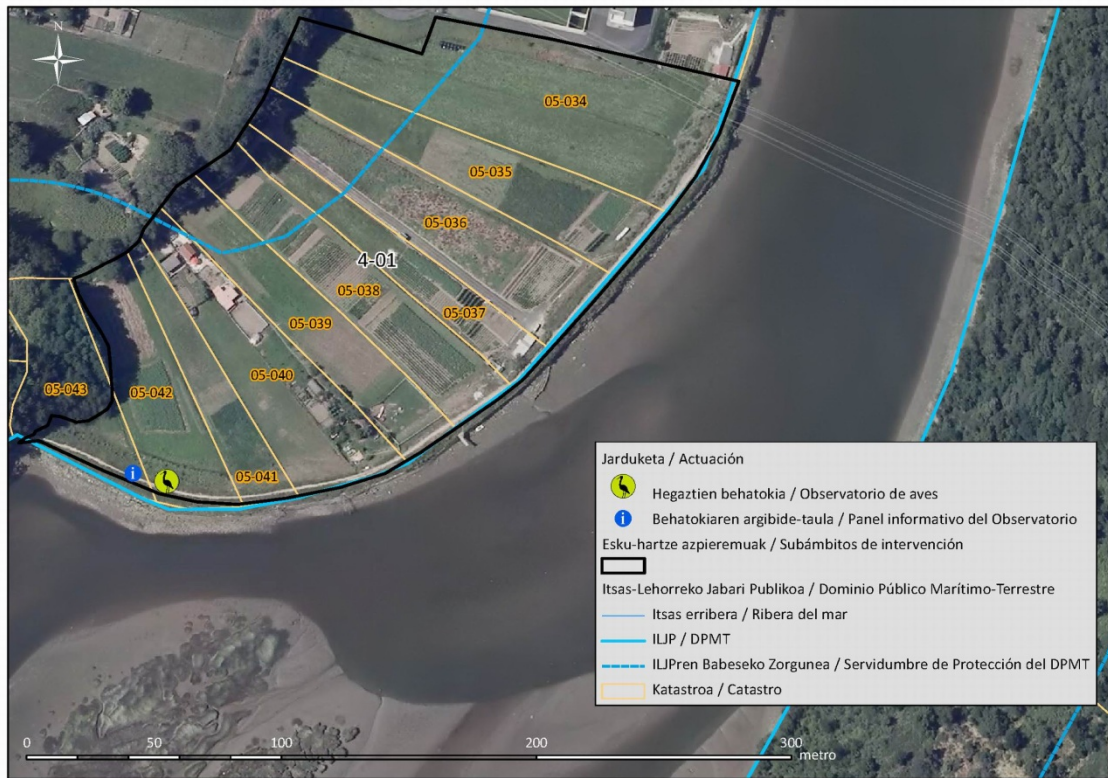 N
05-034
05-035
05-036
4-01
05-038
05-037
05-039
05-040
05-043
05-042
05-041
Jarduketa / Actuación
Hegaztien behatokia / Observatorio de aves
i Behatokiaren argibide-taula / Panel informativo del Observatorio
Esku-hartze azpieremuak / Subámbitos de intervención
Itsas-Lehorreko Jabari Publikoa / Dominio Público Marítimo-Terrestre
Itsas erribera / Ribera del mar
ILJP / DPMT
ILJPren Babeseko Zorgunea / Servidumbre de Protección del DPMT
Katastroa / Catastro
i
0 50 100 200 300
metro